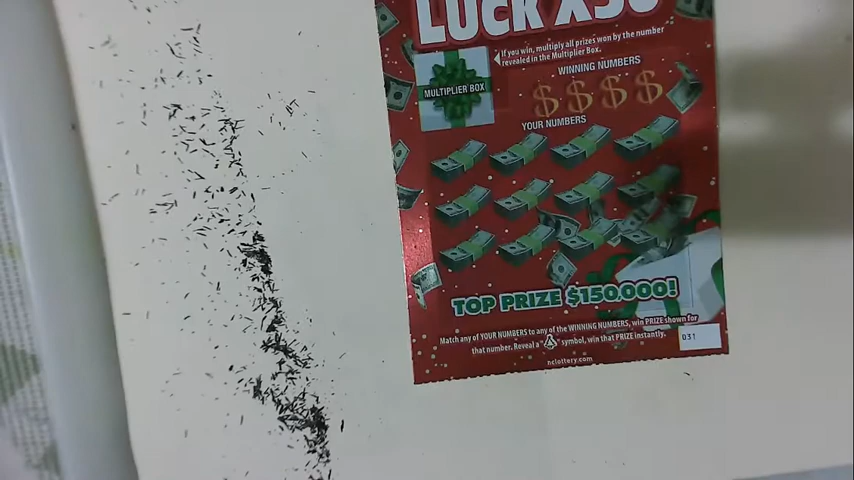 LUCK X50
If you win, multiply all prizes won by the number
revealed in the Multiplier Box.
MULTIPLIER BOX
WINNING NUMBERS
$ $ $ $
YOUR NUMBERS
TOP PRIZE $150,000!
Match any of YOUR NUMBERS to any of the WINNING NUMBERS, win PRIZE shown for
that number. Reveal a " " symbol, win that PRIZE instantly.
nclottery.com
031